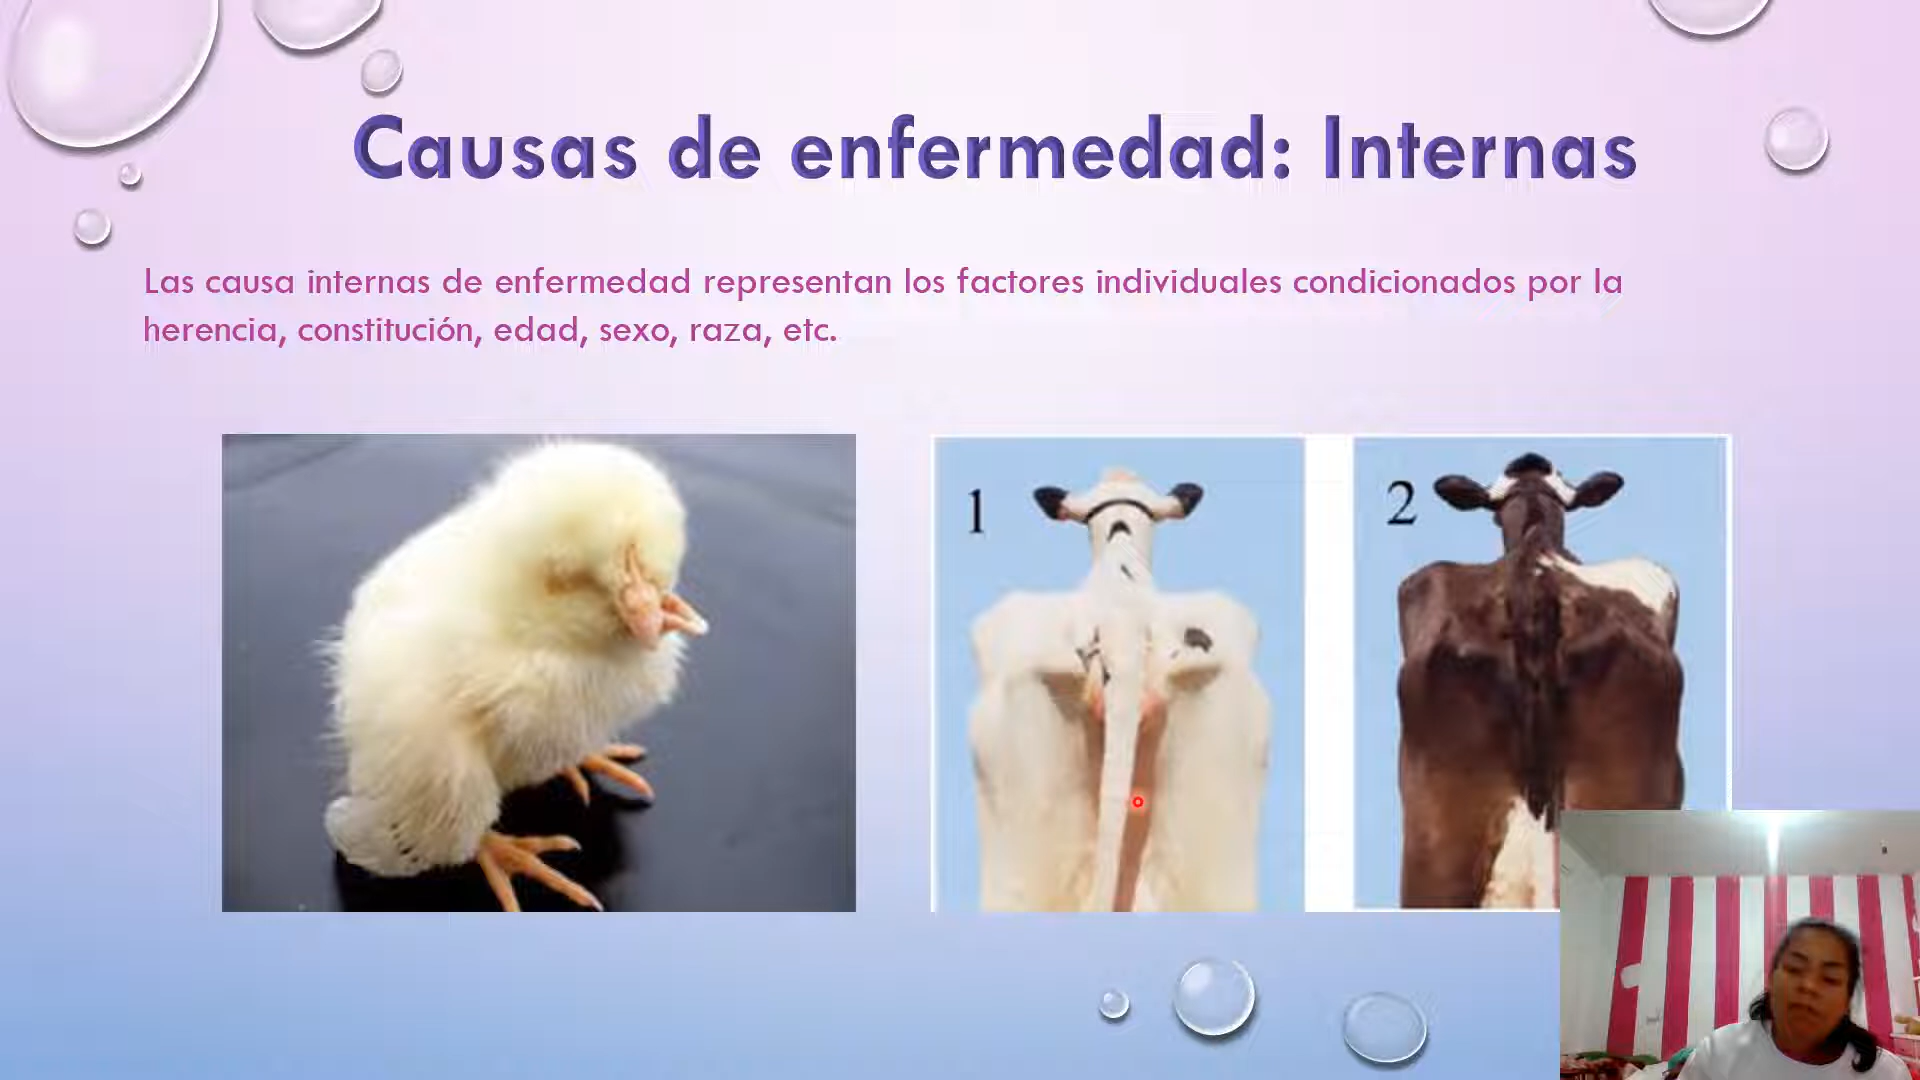 Causas de enfermedad: Internas
Las causa internas de enfermedad representan los factores individuales condicionados por la
herencia, constitución, edad, sexo, raza, etc.
1
2